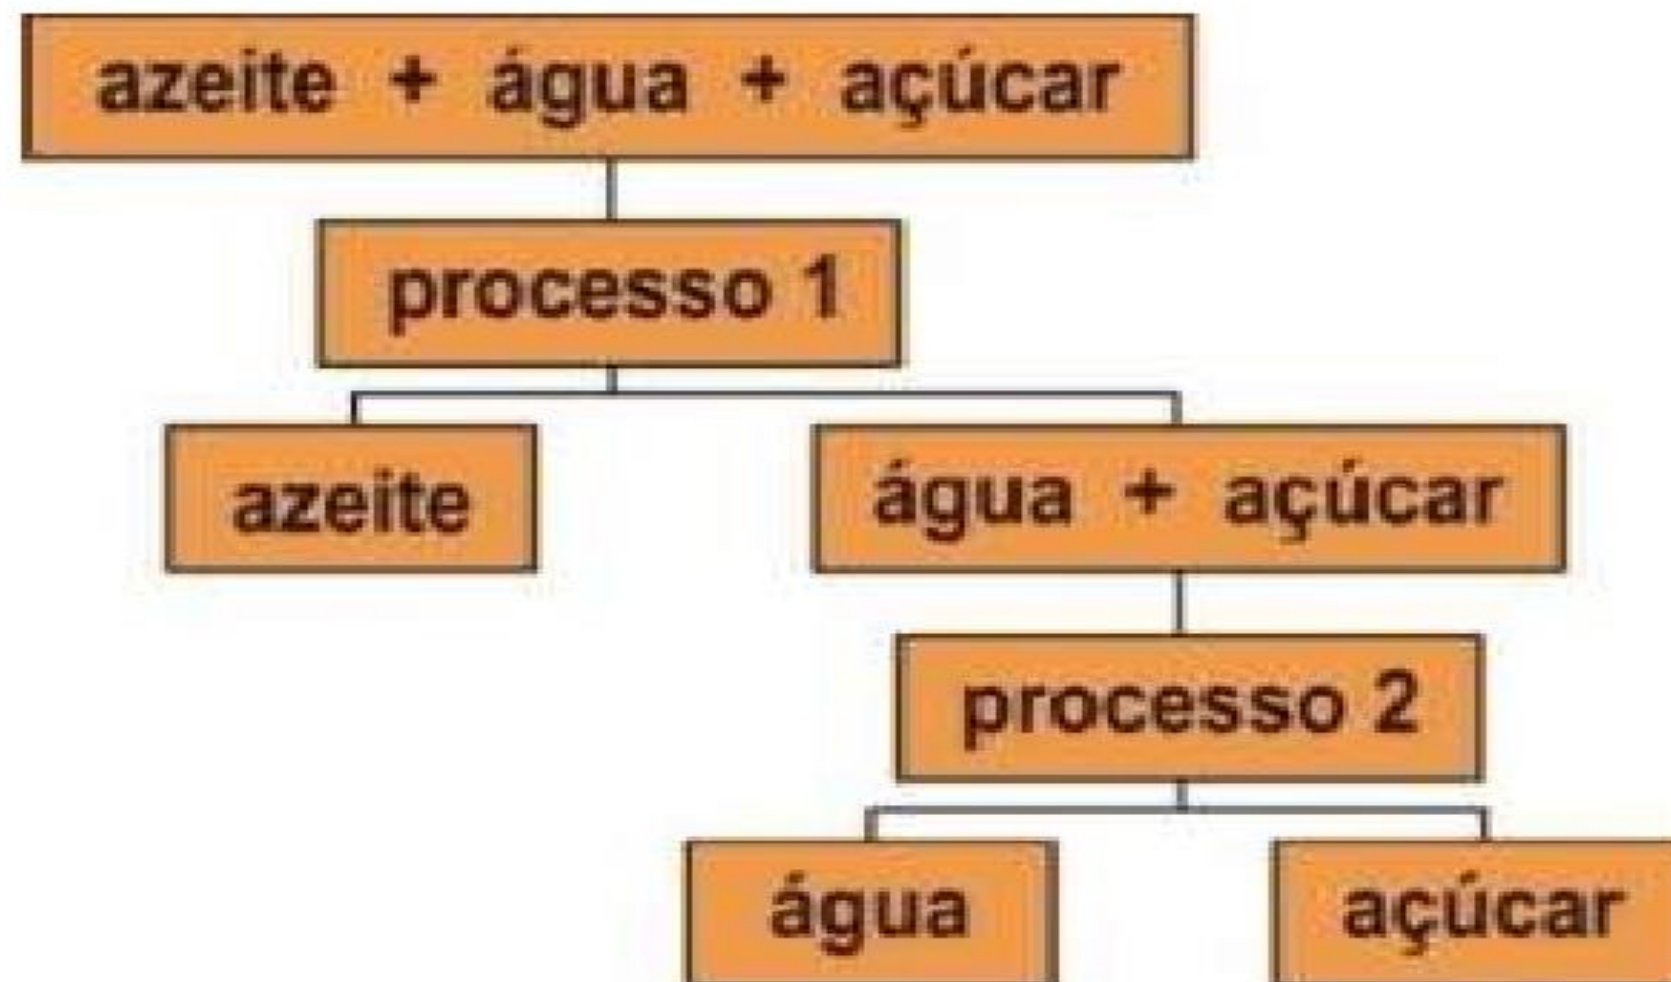 azeite + água + açúcar
processo 1
azeite
água + açúcar
processo 2
água
açúcar